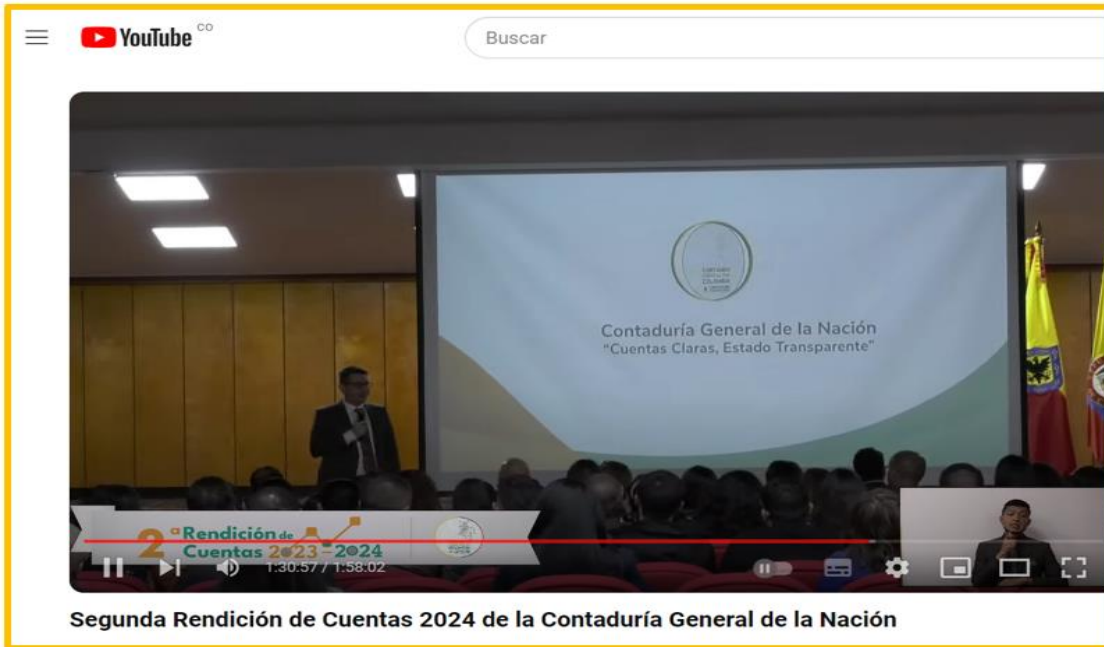 YouTube CO
Buscar
Contaduría General de la Nación
"Cuentas Claras, Estado Transparente"
2ª Rendición de
Cuentas 2023-2024
1:30:57 / 1:58:02
Segunda Rendición de Cuentas 2024 de la Contaduría General de la Nación